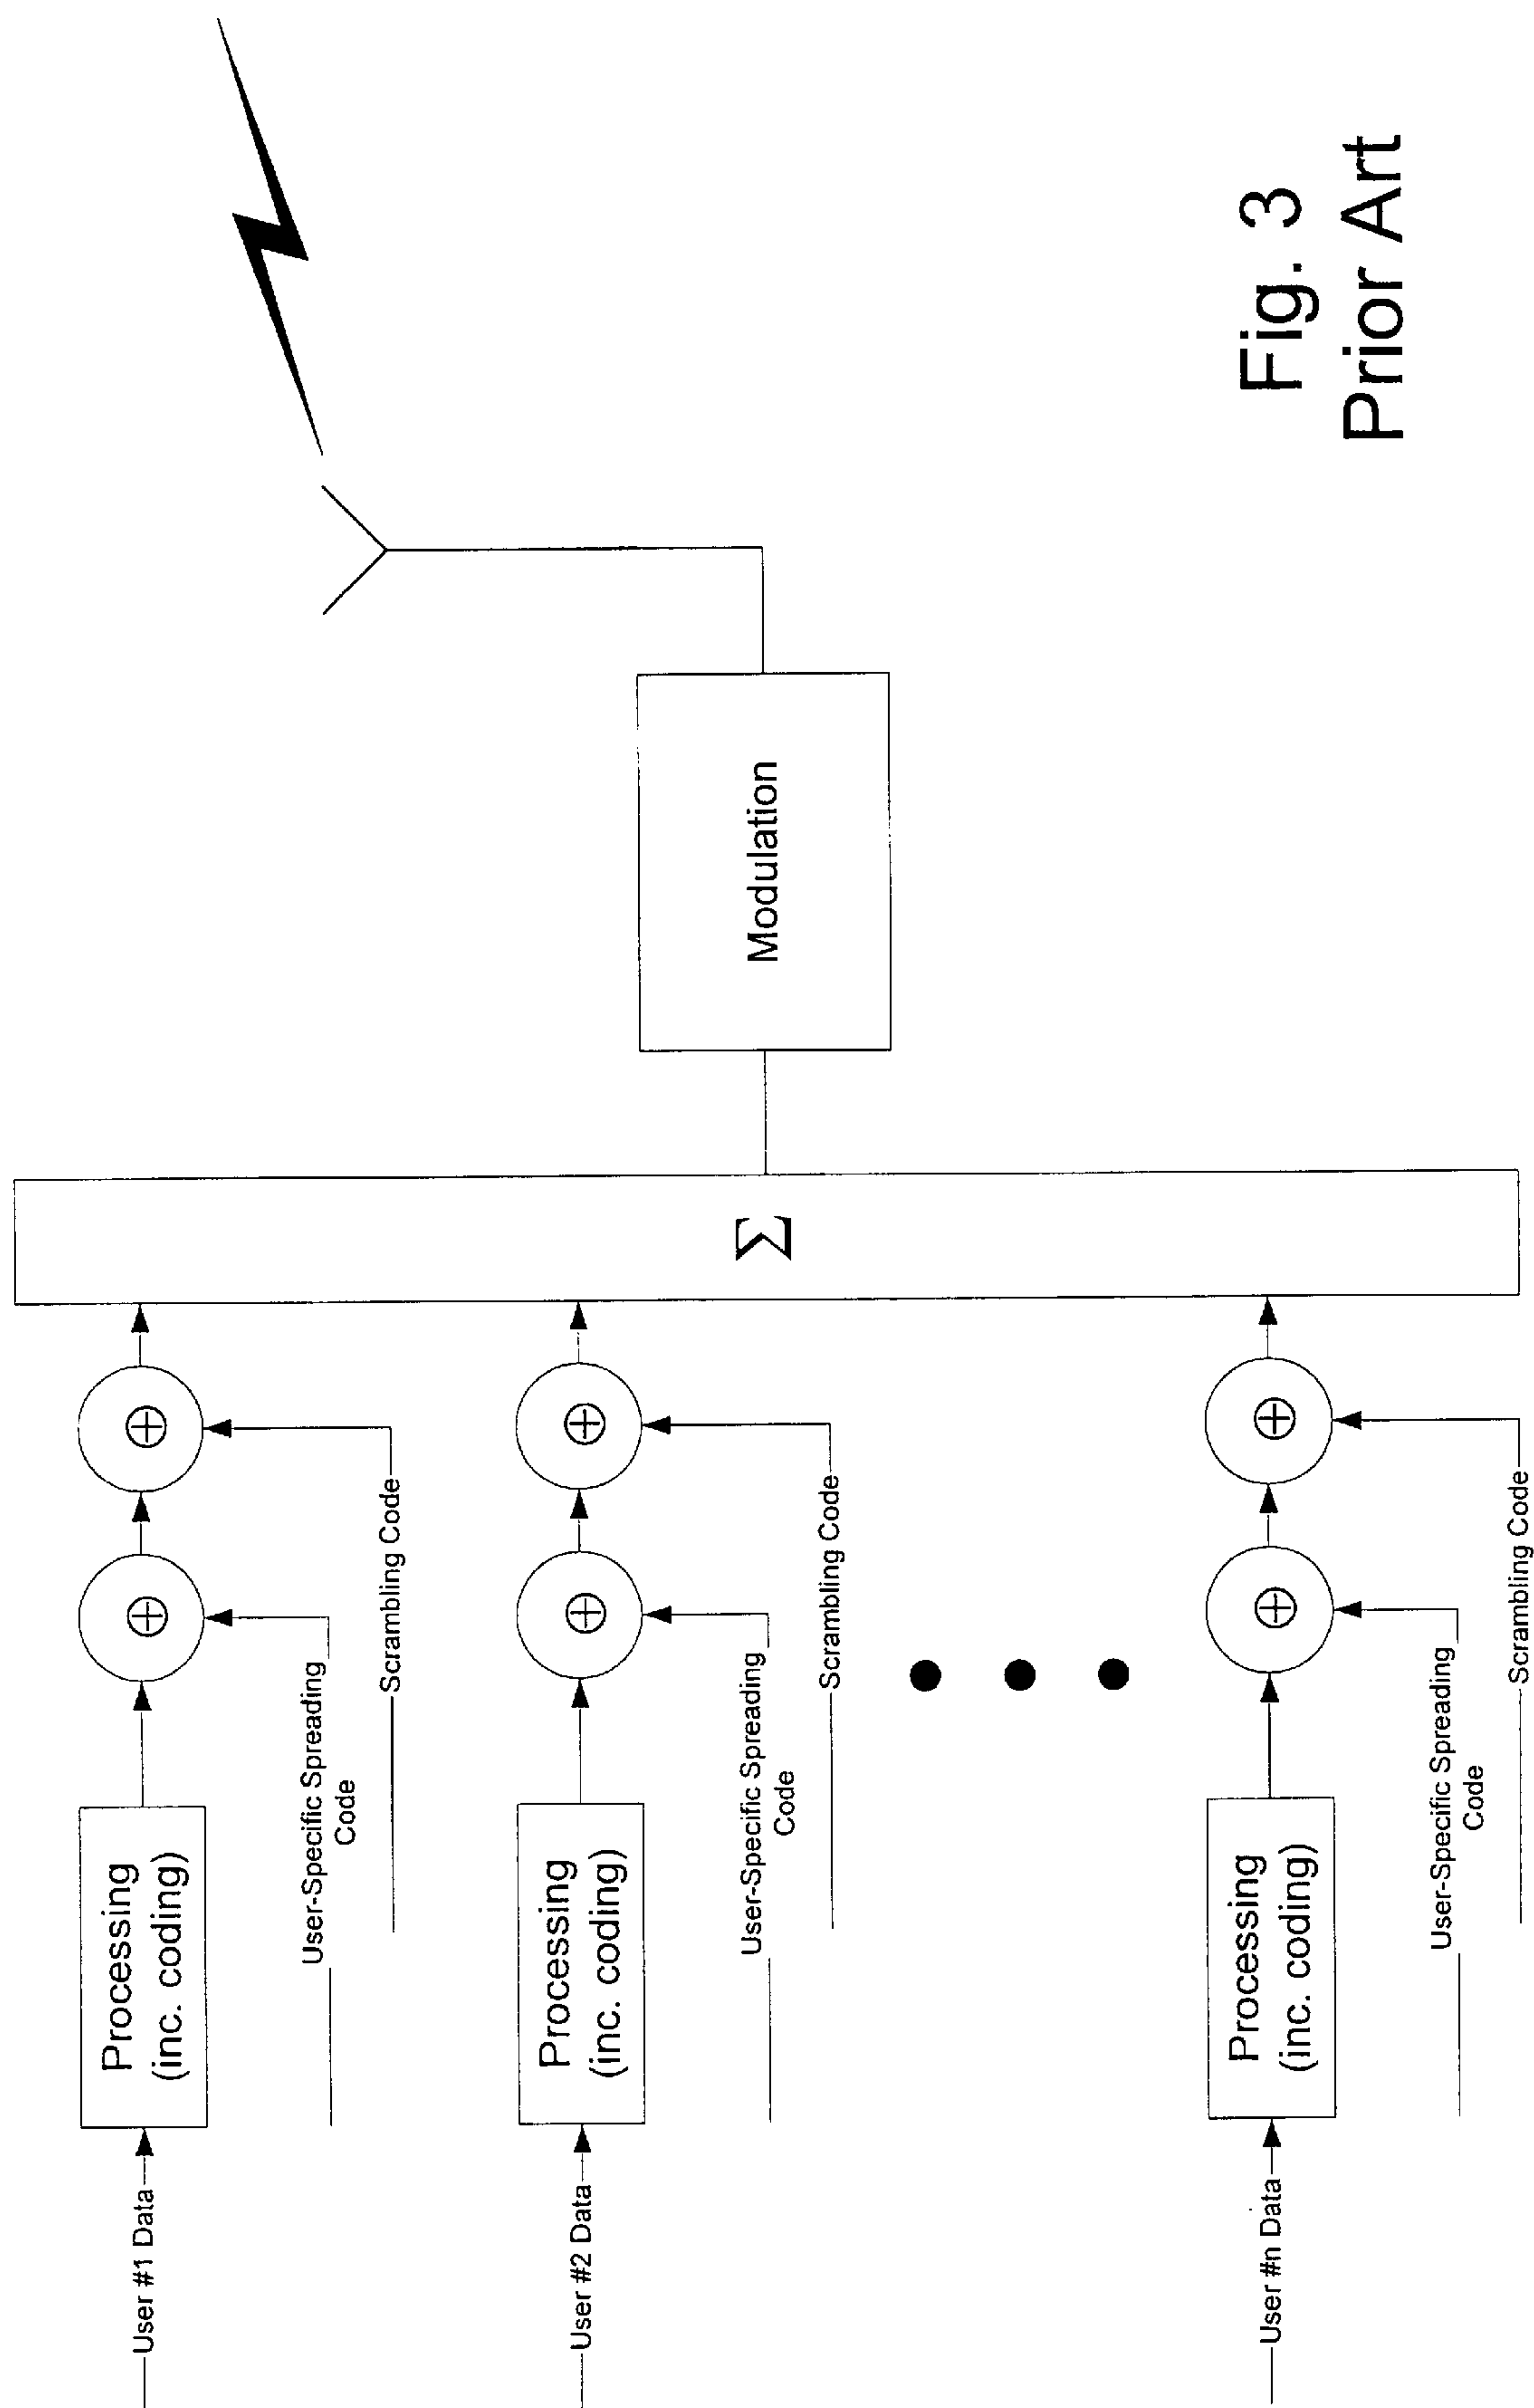 User #1 Data
Processing
(inc. coding)
⊕
⊕
User-Specific Spreading
Code
Scrambling Code
User #2 Data
Processing
(inc. coding)
⊕
⊕
User-Specific Spreading
Code
Scrambling Code
User #n Data
Processing
(inc. coding)
⊕
⊕
User-Specific Spreading
Code
Scrambling Code
Σ
Modulation
Fig. 3
Prior Art